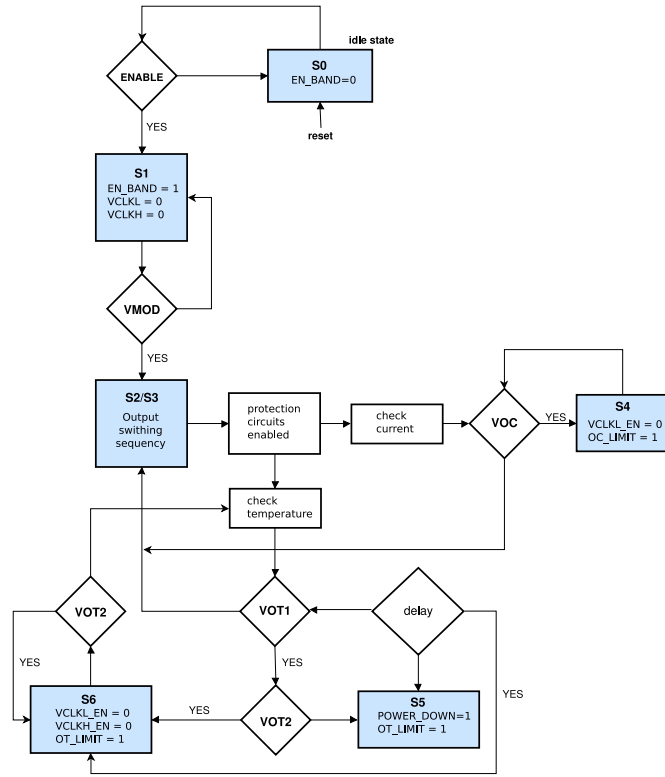 idle state
S0
EN_BAND=0
ENABLE
reset
YES
S1
EN_BAND = 1
VCLKL = 0
VCLKH = 0
VMOD
YES
S2/S3
Output
swithing
sequency
protection
circuits
enabled
check
current
VOC
YES
S4
VCLKL_EN = 0
OC_LIMIT = 1
check
temperature
VOT2
VOT1
delay
YES
YES
YES
S6
VCLKL_EN = 0
VCLKH_EN = 0
OT_LIMIT = 1
YES
VOT2
S5
POWER_DOWN=1
OT_LIMIT = 1